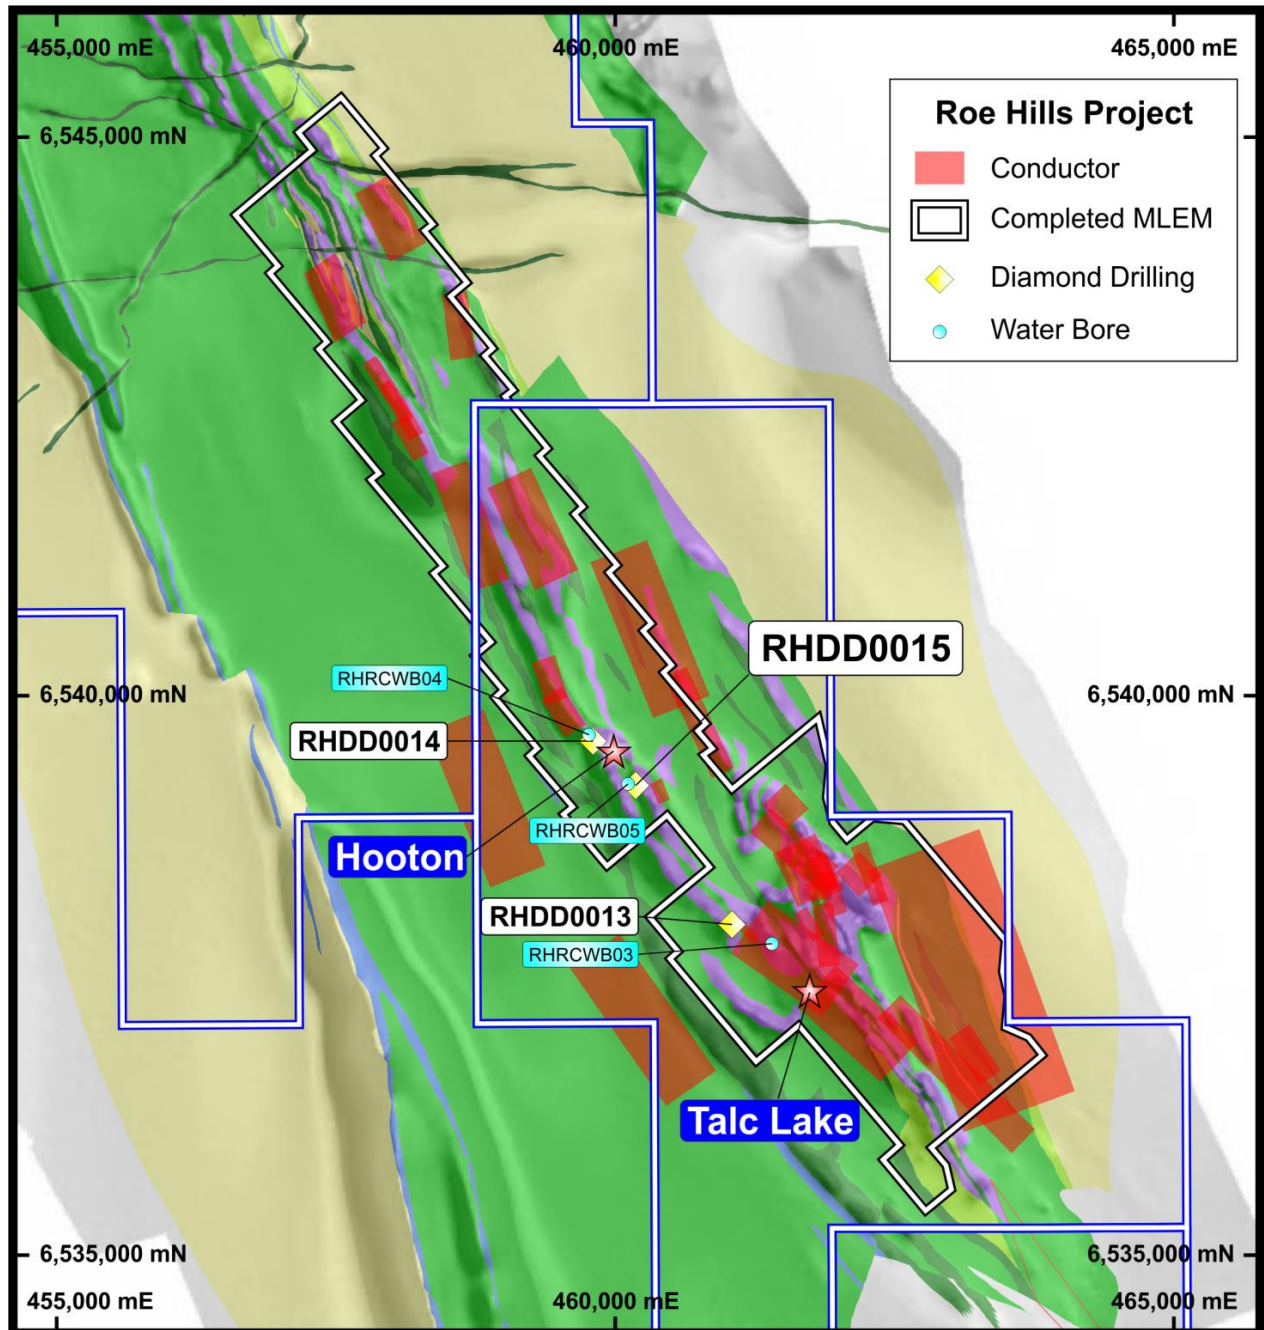 455,000 mE
460,000 mE
465,000 mE
6,545,000 mN
Roe Hills Project
Conductor
Completed MLEM
Diamond Drilling
Water Bore
RHDD0015
RHRCWB04
6,540,000 mN
6,540,000 mN
RHDD0014
RHRCWB05
Hooton
RHDD0013
RHRCWB03
Talc Lake
6,535,000 mN
6,535,000 mN
455,000 mE
460,000 mE
465,000 mE